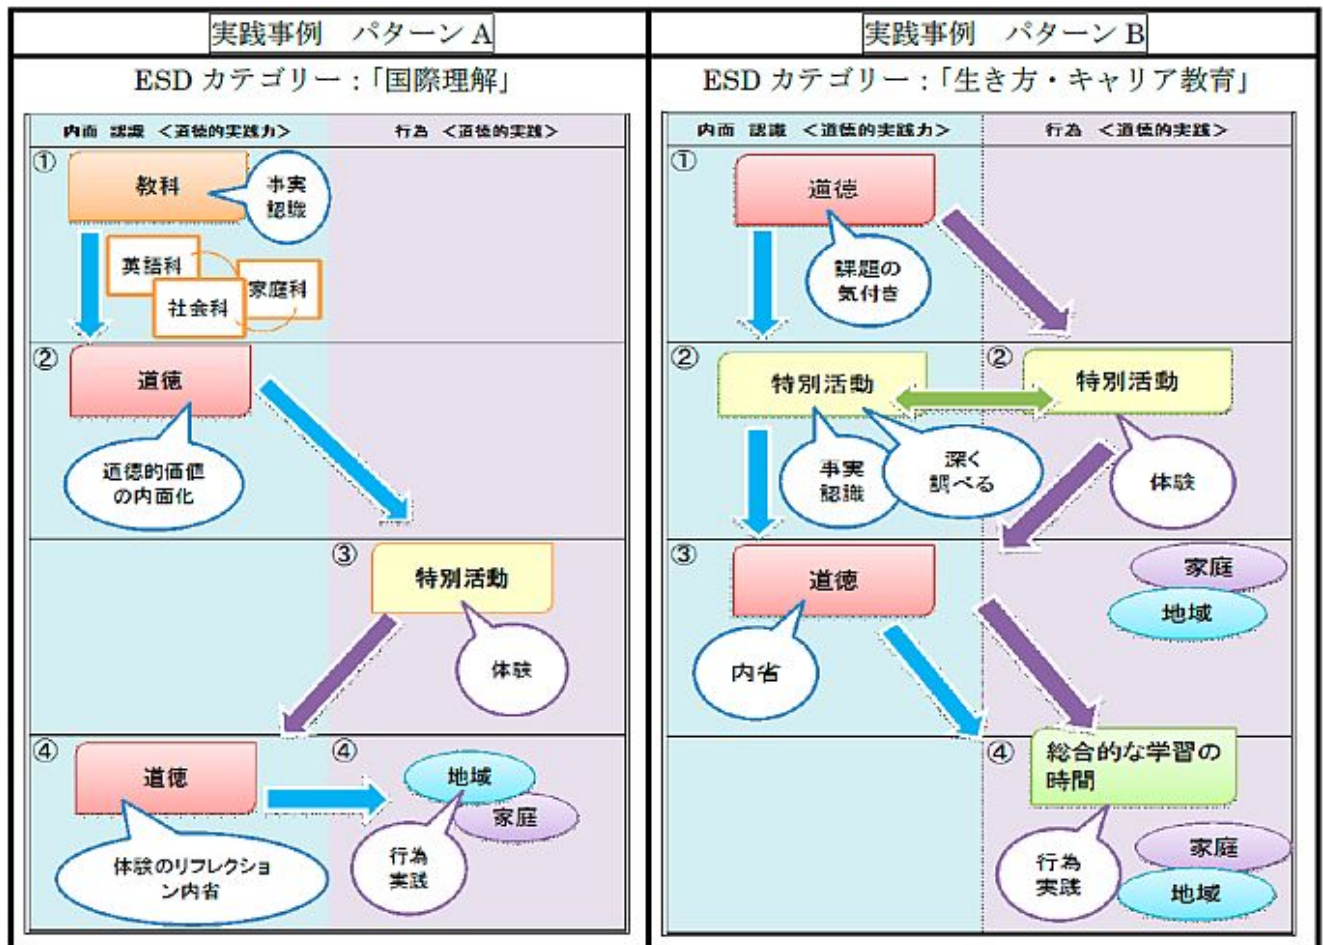 実践事例　パターン A
ESD カテゴリー：「国際理解」
内面 認識 ＜道徳的実践力＞
行為 ＜道徳的実践＞
①
教科
事実
認識
英語科
社会科
家庭科
②
道徳
道徳的価値
の内面化
③
特別活動
体験
④
道徳
体験のリフレクショ
ン内省
④
地域
家庭
行為
実践
実践事例　パターン B
ESD カテゴリー：「生き方・キャリア教育」
内面 認識 ＜道徳的実践力＞
行為 ＜道徳的実践＞
①
道徳
課題の
気付き
②
特別活動
事実
認識
深く
調べる
②
特別活動
体験
③
道徳
内省
家庭
地域
④
総合的な学習の
時間
行為
実践
家庭
地域